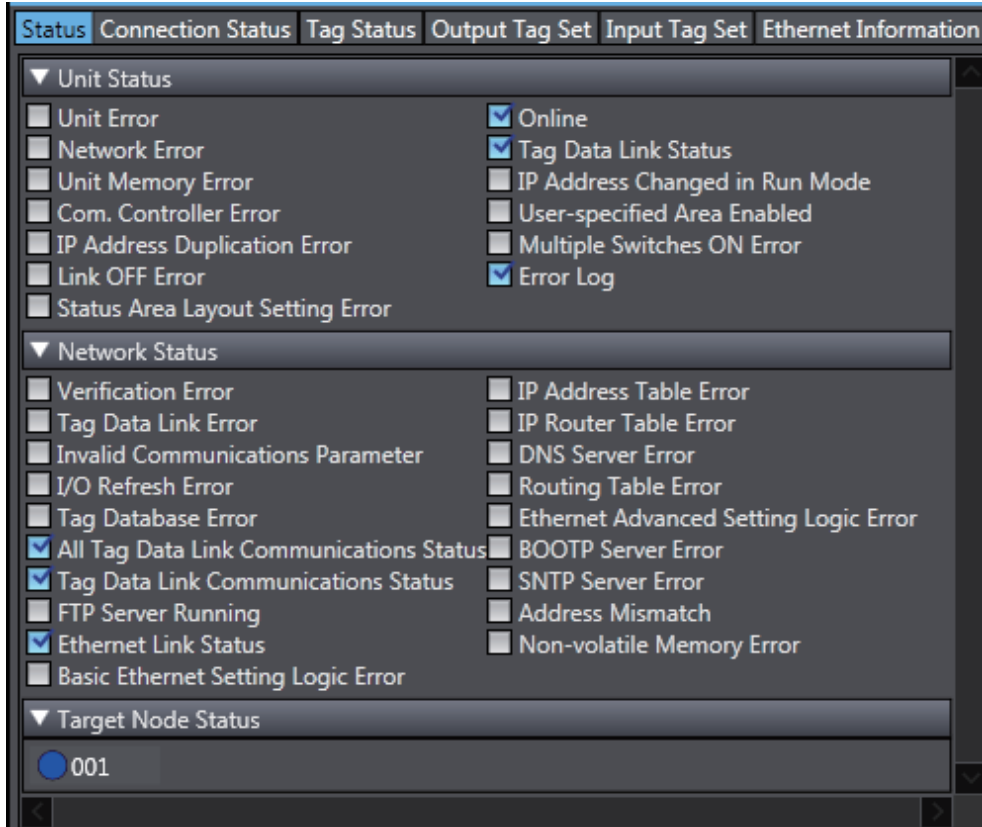 Status Connection Status Tag Status Output Tag Set Input Tag Set Ethernet Information
Unit Status
Unit Error
Network Error
Unit Memory Error
Com. Controller Error
IP Address Duplication Error
Link OFF Error
Status Area Layout Setting Error
Online
Tag Data Link Status
IP Address Changed in Run Mode
User-specified Area Enabled
Multiple Switches ON Error
Error Log
Network Status
Verification Error
Tag Data Link Error
Invalid Communications Parameter
I/O Refresh Error
Tag Database Error
All Tag Data Link Communications Status
Tag Data Link Communications Status
FTP Server Running
Ethernet Link Status
Basic Ethernet Setting Logic Error
IP Address Table Error
IP Router Table Error
DNS Server Error
Routing Table Error
Ethernet Advanced Setting Logic Error
BOOTP Server Error
SNTP Server Error
Address Mismatch
Non-volatile Memory Error
Target Node Status
001